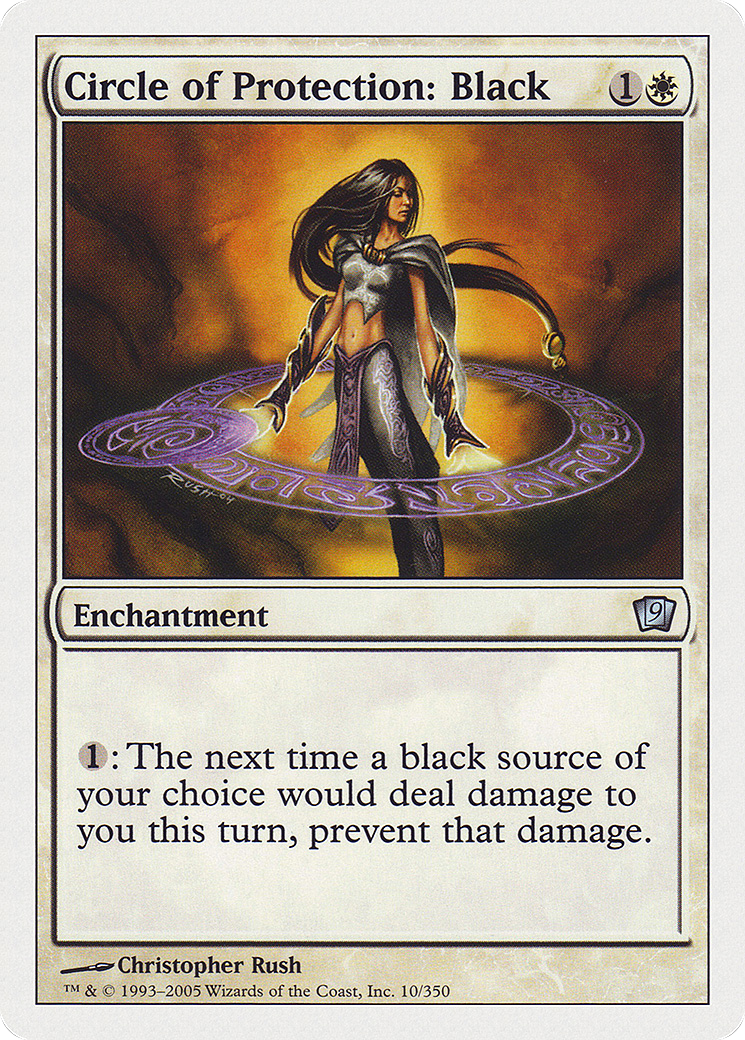 Circle of Protection: Black 1
RUSH 04
Enchantment 9
1: The next time a black source of
your choice would deal damage to
you this turn, prevent that damage.
Christopher Rush
™ & © 1993–2005 Wizards of the Coast, Inc. 10/350